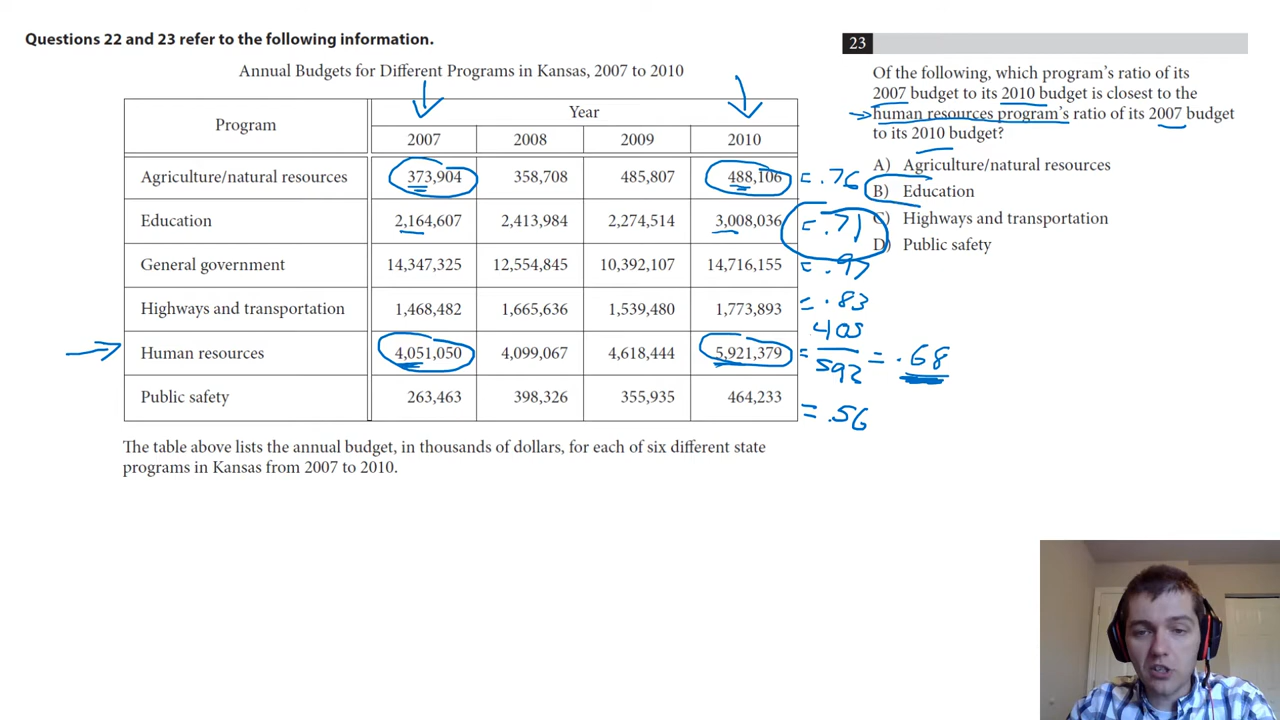 Questions 22 and 23 refer to the following information.
Annual Budgets for Different Programs in Kansas, 2007 to 2010
Program Year
2007 2008 2009 2010
Agriculture/natural resources 373,904 358,708 485,807 488,106 = .76
Education 2,164,607 2,413,984 2,274,514 3,008,036 = .71
General government 14,347,325 12,554,845 10,392,107 14,716,155 = .97
Highways and transportation 1,468,482 1,665,636 1,539,480 1,773,893 = .83
Human resources 4,051,050 4,099,067 4,618,444 5,921,379 = 405/592 = .68
Public safety 263,463 398,326 355,935 464,233 = .56
The table above lists the annual budget, in thousands of dollars, for each of six different state
programs in Kansas from 2007 to 2010.
23
Of the following, which program's ratio of its
2007 budget to its 2010 budget is closest to the
human resources program's ratio of its 2007 budget
to its 2010 budget?
A) Agriculture/natural resources
B) Education
C) Highways and transportation
D) Public safety